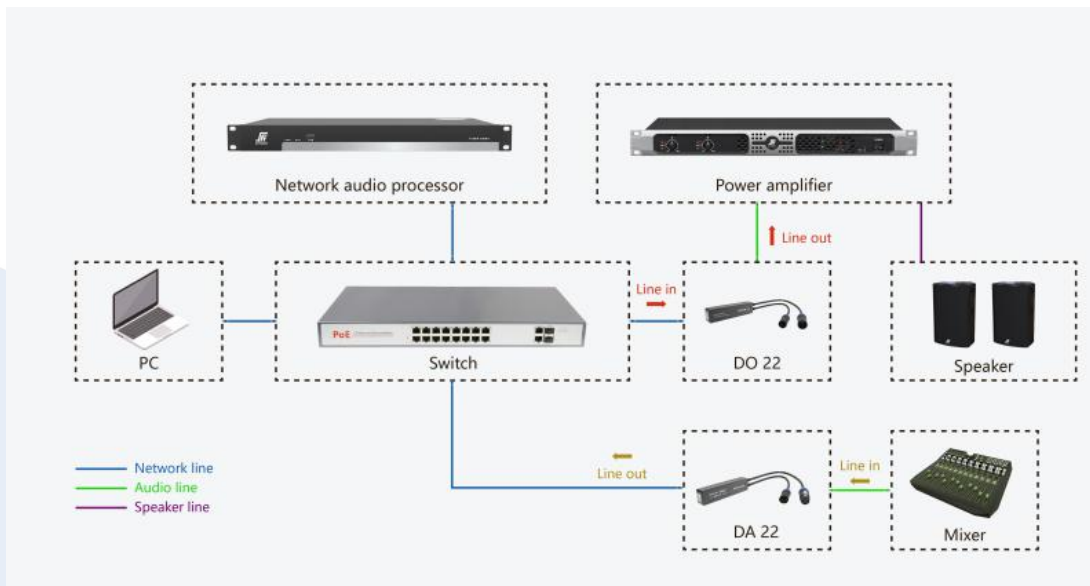 Network audio processor
Power amplifier
Line out
Line in
PoE
PC
Switch
DO 22
Speaker
Network line
Audio line
Speaker line
Line out
Line in
DA 22
Mixer